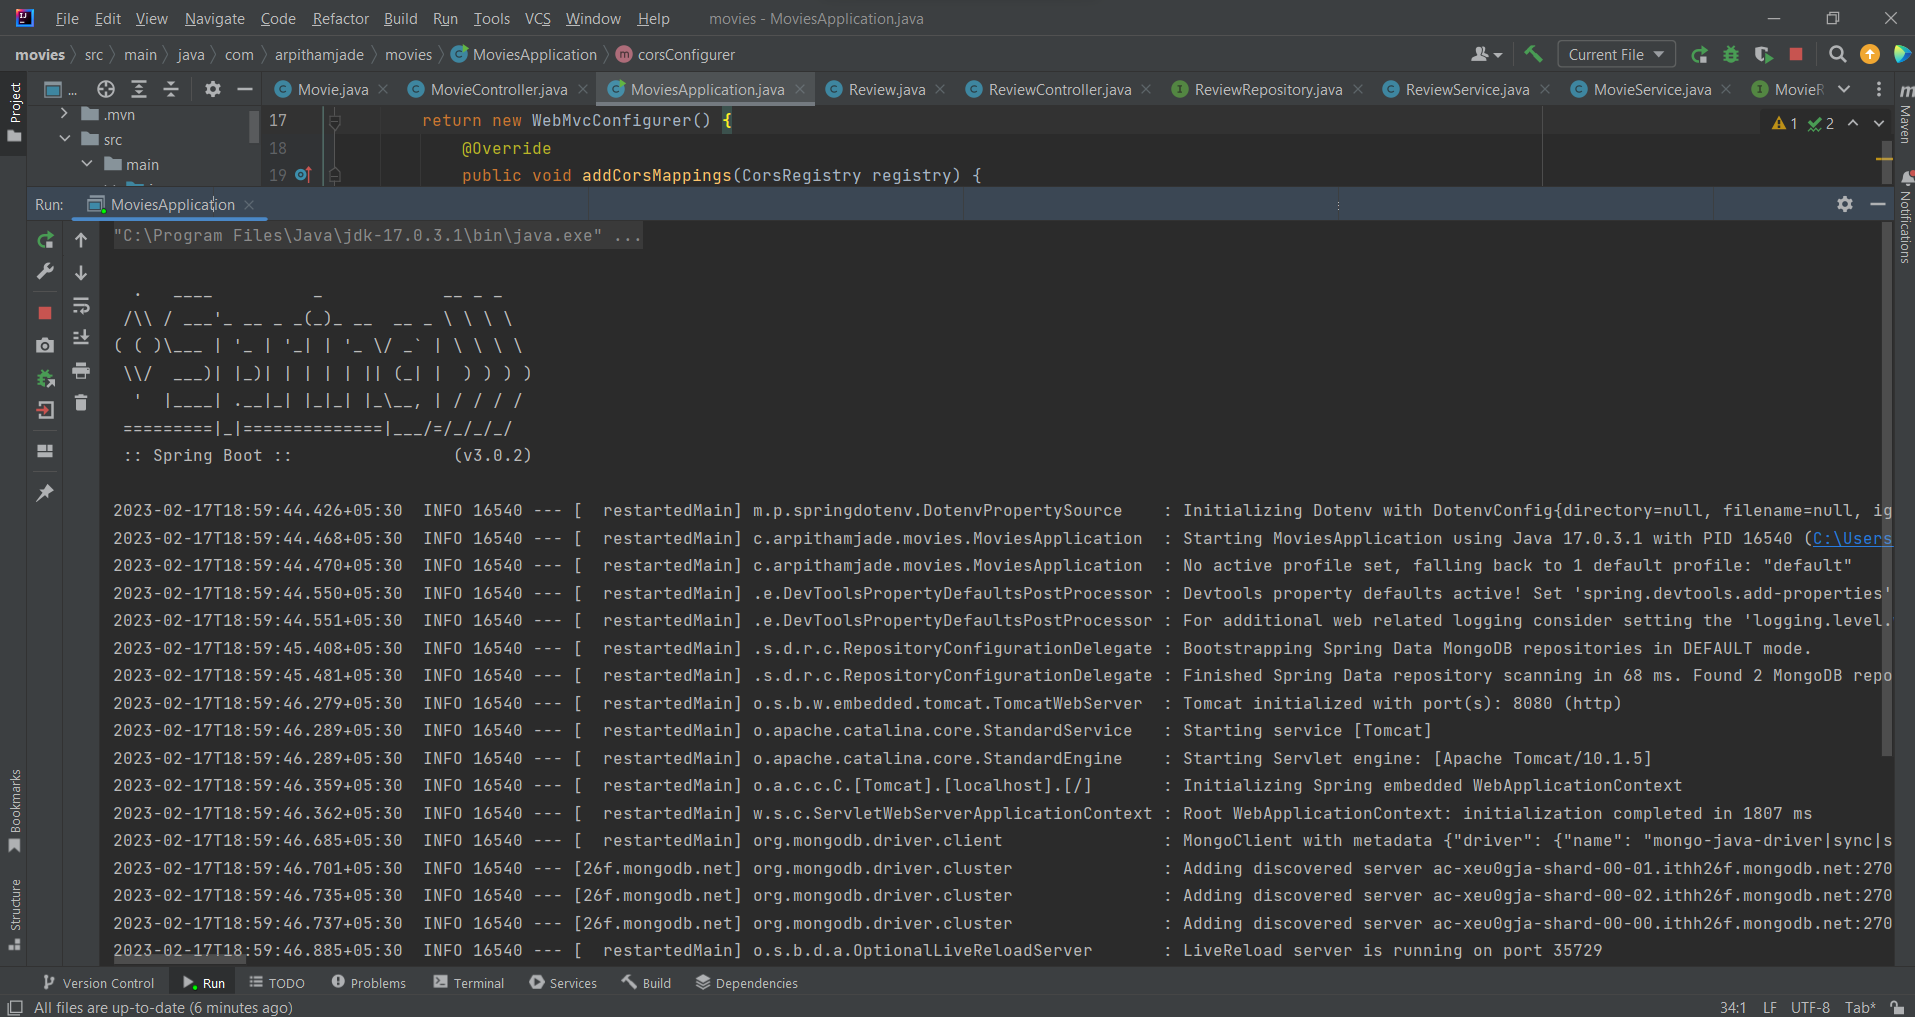 File Edit View Navigate Code Refactor Build Run Tools VCS Window Help movies - MoviesApplication.java
movies src main java com arpithamjade movies MoviesApplication corsConfigurer Current File
Project
... Movie.java MovieController.java MoviesApplication.java Review.java ReviewController.java ReviewRepository.java ReviewService.java MovieService.java MovieR
.mvn
src
main
17 return new WebMvcConfigurer() {
18 @Override
19 public void addCorsMappings(CorsRegistry registry) {
1 2
Maven
Notifications
Run: MoviesApplication
"C:\Program Files\Java\jdk-17.0.3.1\bin\java.exe" ...
  .   ____          _            __ _ _
 /\\ / ___'_ __ _ _(_)_ __  __ _ \ \ \ \
( ( )\___ | '_ | '_| | '_ \/ _` | \ \ \ \
 \\/  ___)| |_)| | | | | || (_| |  ) ) ) )
  '  |____| .__|_| |_|_| |_\__, | / / / /
 =========|_|==============|___/=/_/_/_/
 :: Spring Boot ::                (v3.0.2)
2023-02-17T18:59:44.426+05:30  INFO 16540 --- [  restartedMain] m.p.springdotenv.DotenvPropertySource    : Initializing Dotenv with DotenvConfig{directory=null, filename=null, ig
2023-02-17T18:59:44.468+05:30  INFO 16540 --- [  restartedMain] c.arpithamjade.movies.MoviesApplication  : Starting MoviesApplication using Java 17.0.3.1 with PID 16540 (C:\Users
2023-02-17T18:59:44.470+05:30  INFO 16540 --- [  restartedMain] c.arpithamjade.movies.MoviesApplication  : No active profile set, falling back to 1 default profile: "default"
2023-02-17T18:59:44.550+05:30  INFO 16540 --- [  restartedMain] .e.DevToolsPropertyDefaultsPostProcessor : Devtools property defaults active! Set 'spring.devtools.add-properties'
2023-02-17T18:59:44.551+05:30  INFO 16540 --- [  restartedMain] .e.DevToolsPropertyDefaultsPostProcessor : For additional web related logging consider setting the 'logging.level.
2023-02-17T18:59:45.408+05:30  INFO 16540 --- [  restartedMain] .s.d.r.c.RepositoryConfigurationDelegate : Bootstrapping Spring Data MongoDB repositories in DEFAULT mode.
2023-02-17T18:59:45.481+05:30  INFO 16540 --- [  restartedMain] .s.d.r.c.RepositoryConfigurationDelegate : Finished Spring Data repository scanning in 68 ms. Found 2 MongoDB repo
2023-02-17T18:59:46.279+05:30  INFO 16540 --- [  restartedMain] o.s.b.w.embedded.tomcat.TomcatWebServer  : Tomcat initialized with port(s): 8080 (http)
2023-02-17T18:59:46.289+05:30  INFO 16540 --- [  restartedMain] o.apache.catalina.core.StandardService   : Starting service [Tomcat]
2023-02-17T18:59:46.289+05:30  INFO 16540 --- [  restartedMain] o.apache.catalina.core.StandardEngine    : Starting Servlet engine: [Apache Tomcat/10.1.5]
2023-02-17T18:59:46.359+05:30  INFO 16540 --- [  restartedMain] o.a.c.c.C.[Tomcat].[localhost].[/]       : Initializing Spring embedded WebApplicationContext
2023-02-17T18:59:46.362+05:30  INFO 16540 --- [  restartedMain] w.s.c.ServletWebServerApplicationContext : Root WebApplicationContext: initialization completed in 1807 ms
2023-02-17T18:59:46.685+05:30  INFO 16540 --- [  restartedMain] org.mongodb.driver.client                : MongoClient with metadata {"driver": {"name": "mongo-java-driver|sync|s
2023-02-17T18:59:46.701+05:30  INFO 16540 --- [26f.mongodb.net] org.mongodb.driver.cluster               : Adding discovered server ac-xeu0gja-shard-00-01.ithh26f.mongodb.net:270
2023-02-17T18:59:46.735+05:30  INFO 16540 --- [26f.mongodb.net] org.mongodb.driver.cluster               : Adding discovered server ac-xeu0gja-shard-00-02.ithh26f.mongodb.net:270
2023-02-17T18:59:46.737+05:30  INFO 16540 --- [26f.mongodb.net] org.mongodb.driver.cluster               : Adding discovered server ac-xeu0gja-shard-00-00.ithh26f.mongodb.net:270
2023-02-17T18:59:46.885+05:30  INFO 16540 --- [  restartedMain] o.s.b.d.a.OptionalLiveReloadServer       : LiveReload server is running on port 35729
Bookmarks
Structure
Version Control Run TODO Problems Terminal Services Build Dependencies
All files are up-to-date (6 minutes ago) 34:1 LF UTF-8 Tab*